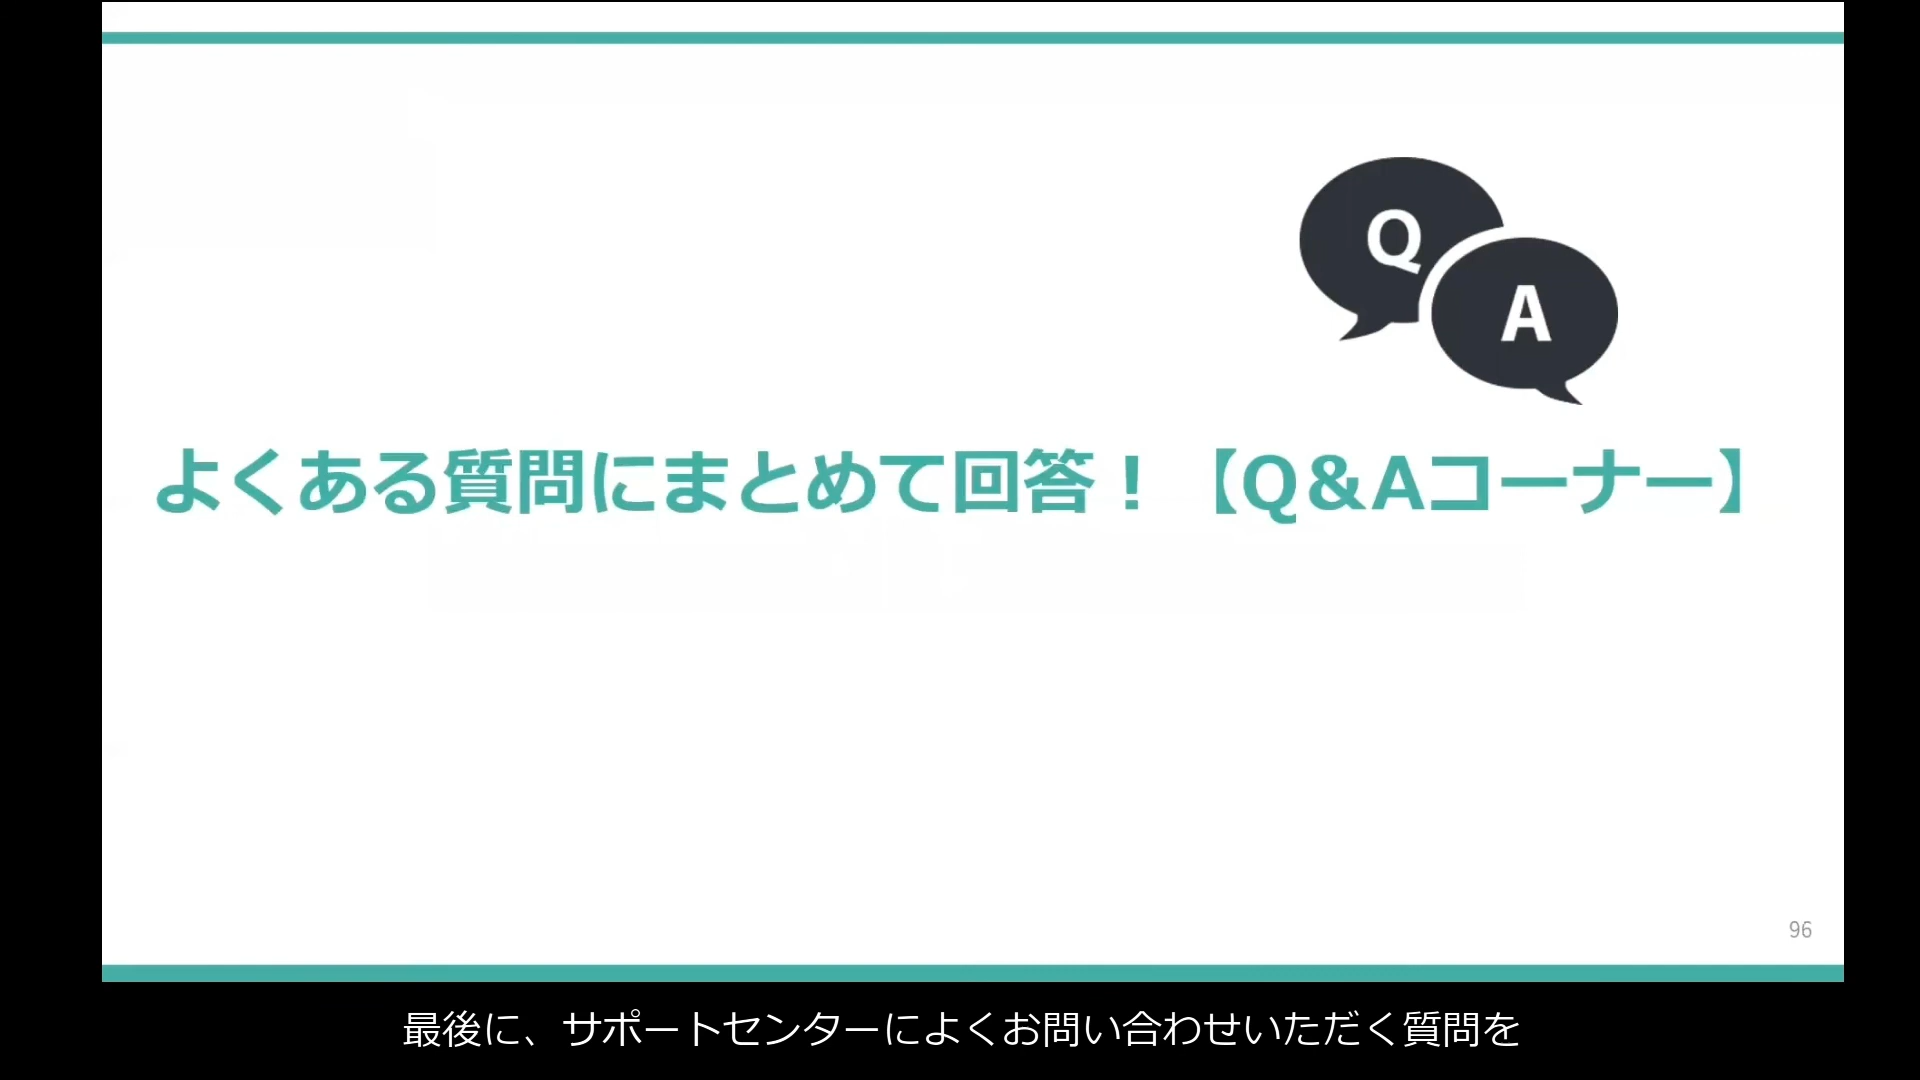 Q
A
よくある質問にまとめて回答！【Q＆Aコーナー】
96
最後に、サポートセンターによくお問い合わせいただく質問を